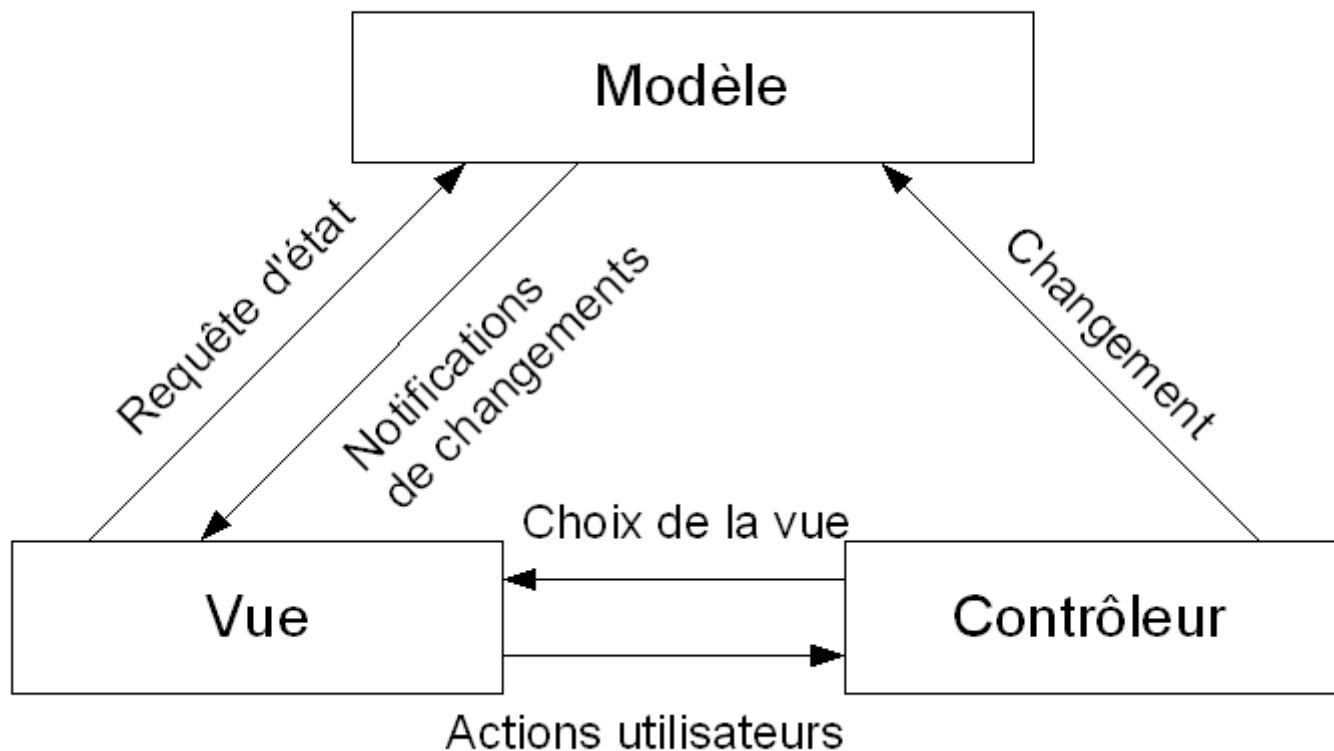 Modèle
Requête d'état
Notifications
de changements
Changement
Choix de la vue
Vue
Contrôleur
Actions utilisateurs